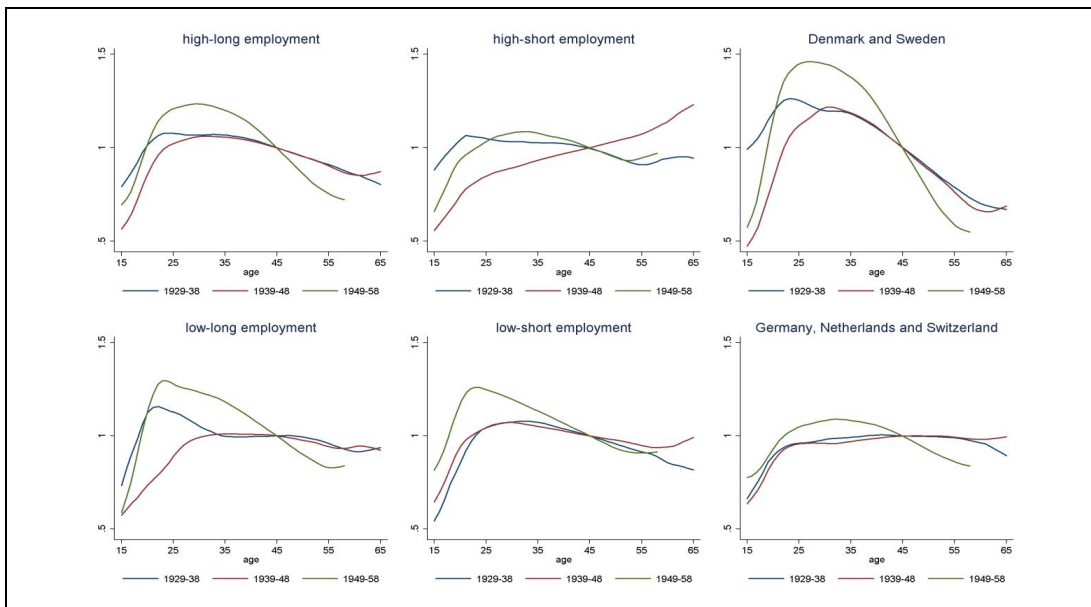 high-long employment
1.5
1
.5
15 25 35 45 55 65
age
1929-38 1939-48 1949-58
high-short employment
1.5
1
.5
15 25 35 45 55 65
age
1929-38 1939-48 1949-58
Denmark and Sweden
1.5
1
.5
15 25 35 45 55 65
age
1929-38 1939-48 1949-58
low-long employment
1.5
1
.5
15 25 35 45 55 65
age
1929-38 1939-48 1949-58
low-short employment
1.5
1
.5
15 25 35 45 55 65
age
1929-38 1939-48 1949-58
Germany, Netherlands and Switzerland
1.5
1
.5
15 25 35 45 55 65
age
1929-38 1939-48 1949-58